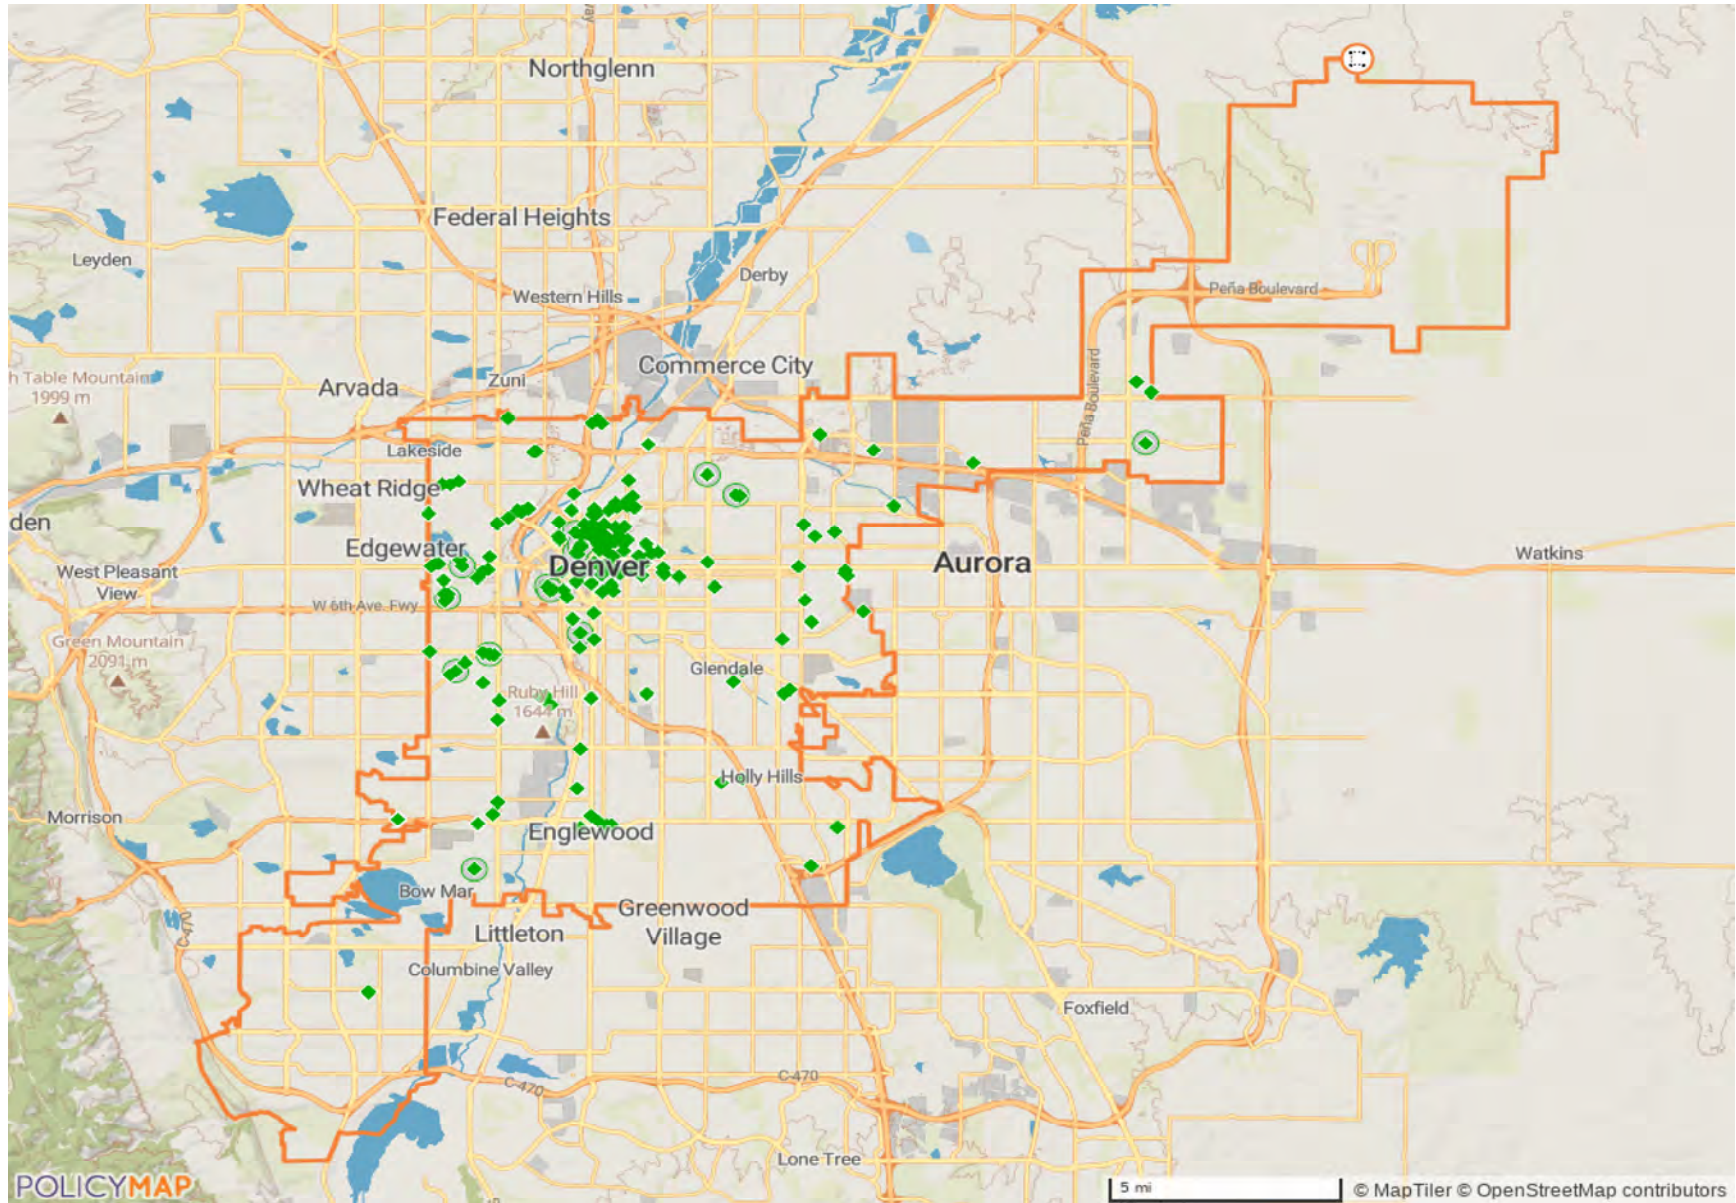 Northglenn
Federal Heights
Leyden
Derby
Western Hills
Peña Boulevard
Commerce City
h Table Mountain
1999 m
Arvada
Zuni
Peña Boulevard
Lakeside
Wheat Ridge
den
Edgewater
West Pleasant
View
Denver
Aurora
Watkins
W 6th Ave. Fwy
Green Mountain
2091 m
Glendale
Ruby Hill
1644 m
Holly Hills
Morrison
Englewood
Bow Mar
Greenwood
Village
C-470
Littleton
Columbine Valley
Foxfield
C-470
C-470
Lone Tree
POLICYMAP
5 mi
© MapTiler © OpenStreetMap contributors